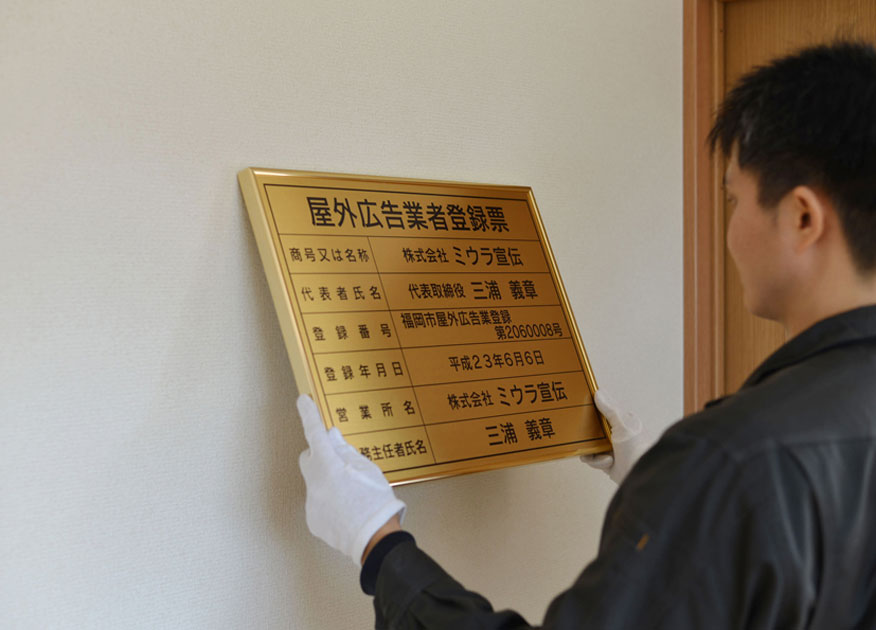 屋外広告業者登録票
商号又は名称 株式会社 ミウラ宣伝
代表者氏名 代表取締役 三浦 義章
登録番号 福岡市屋外広告業登録
第2060008号
登録年月日 平成23年6月6日
営業所名 株式会社 ミウラ宣伝
務主任者氏名 三浦 義章